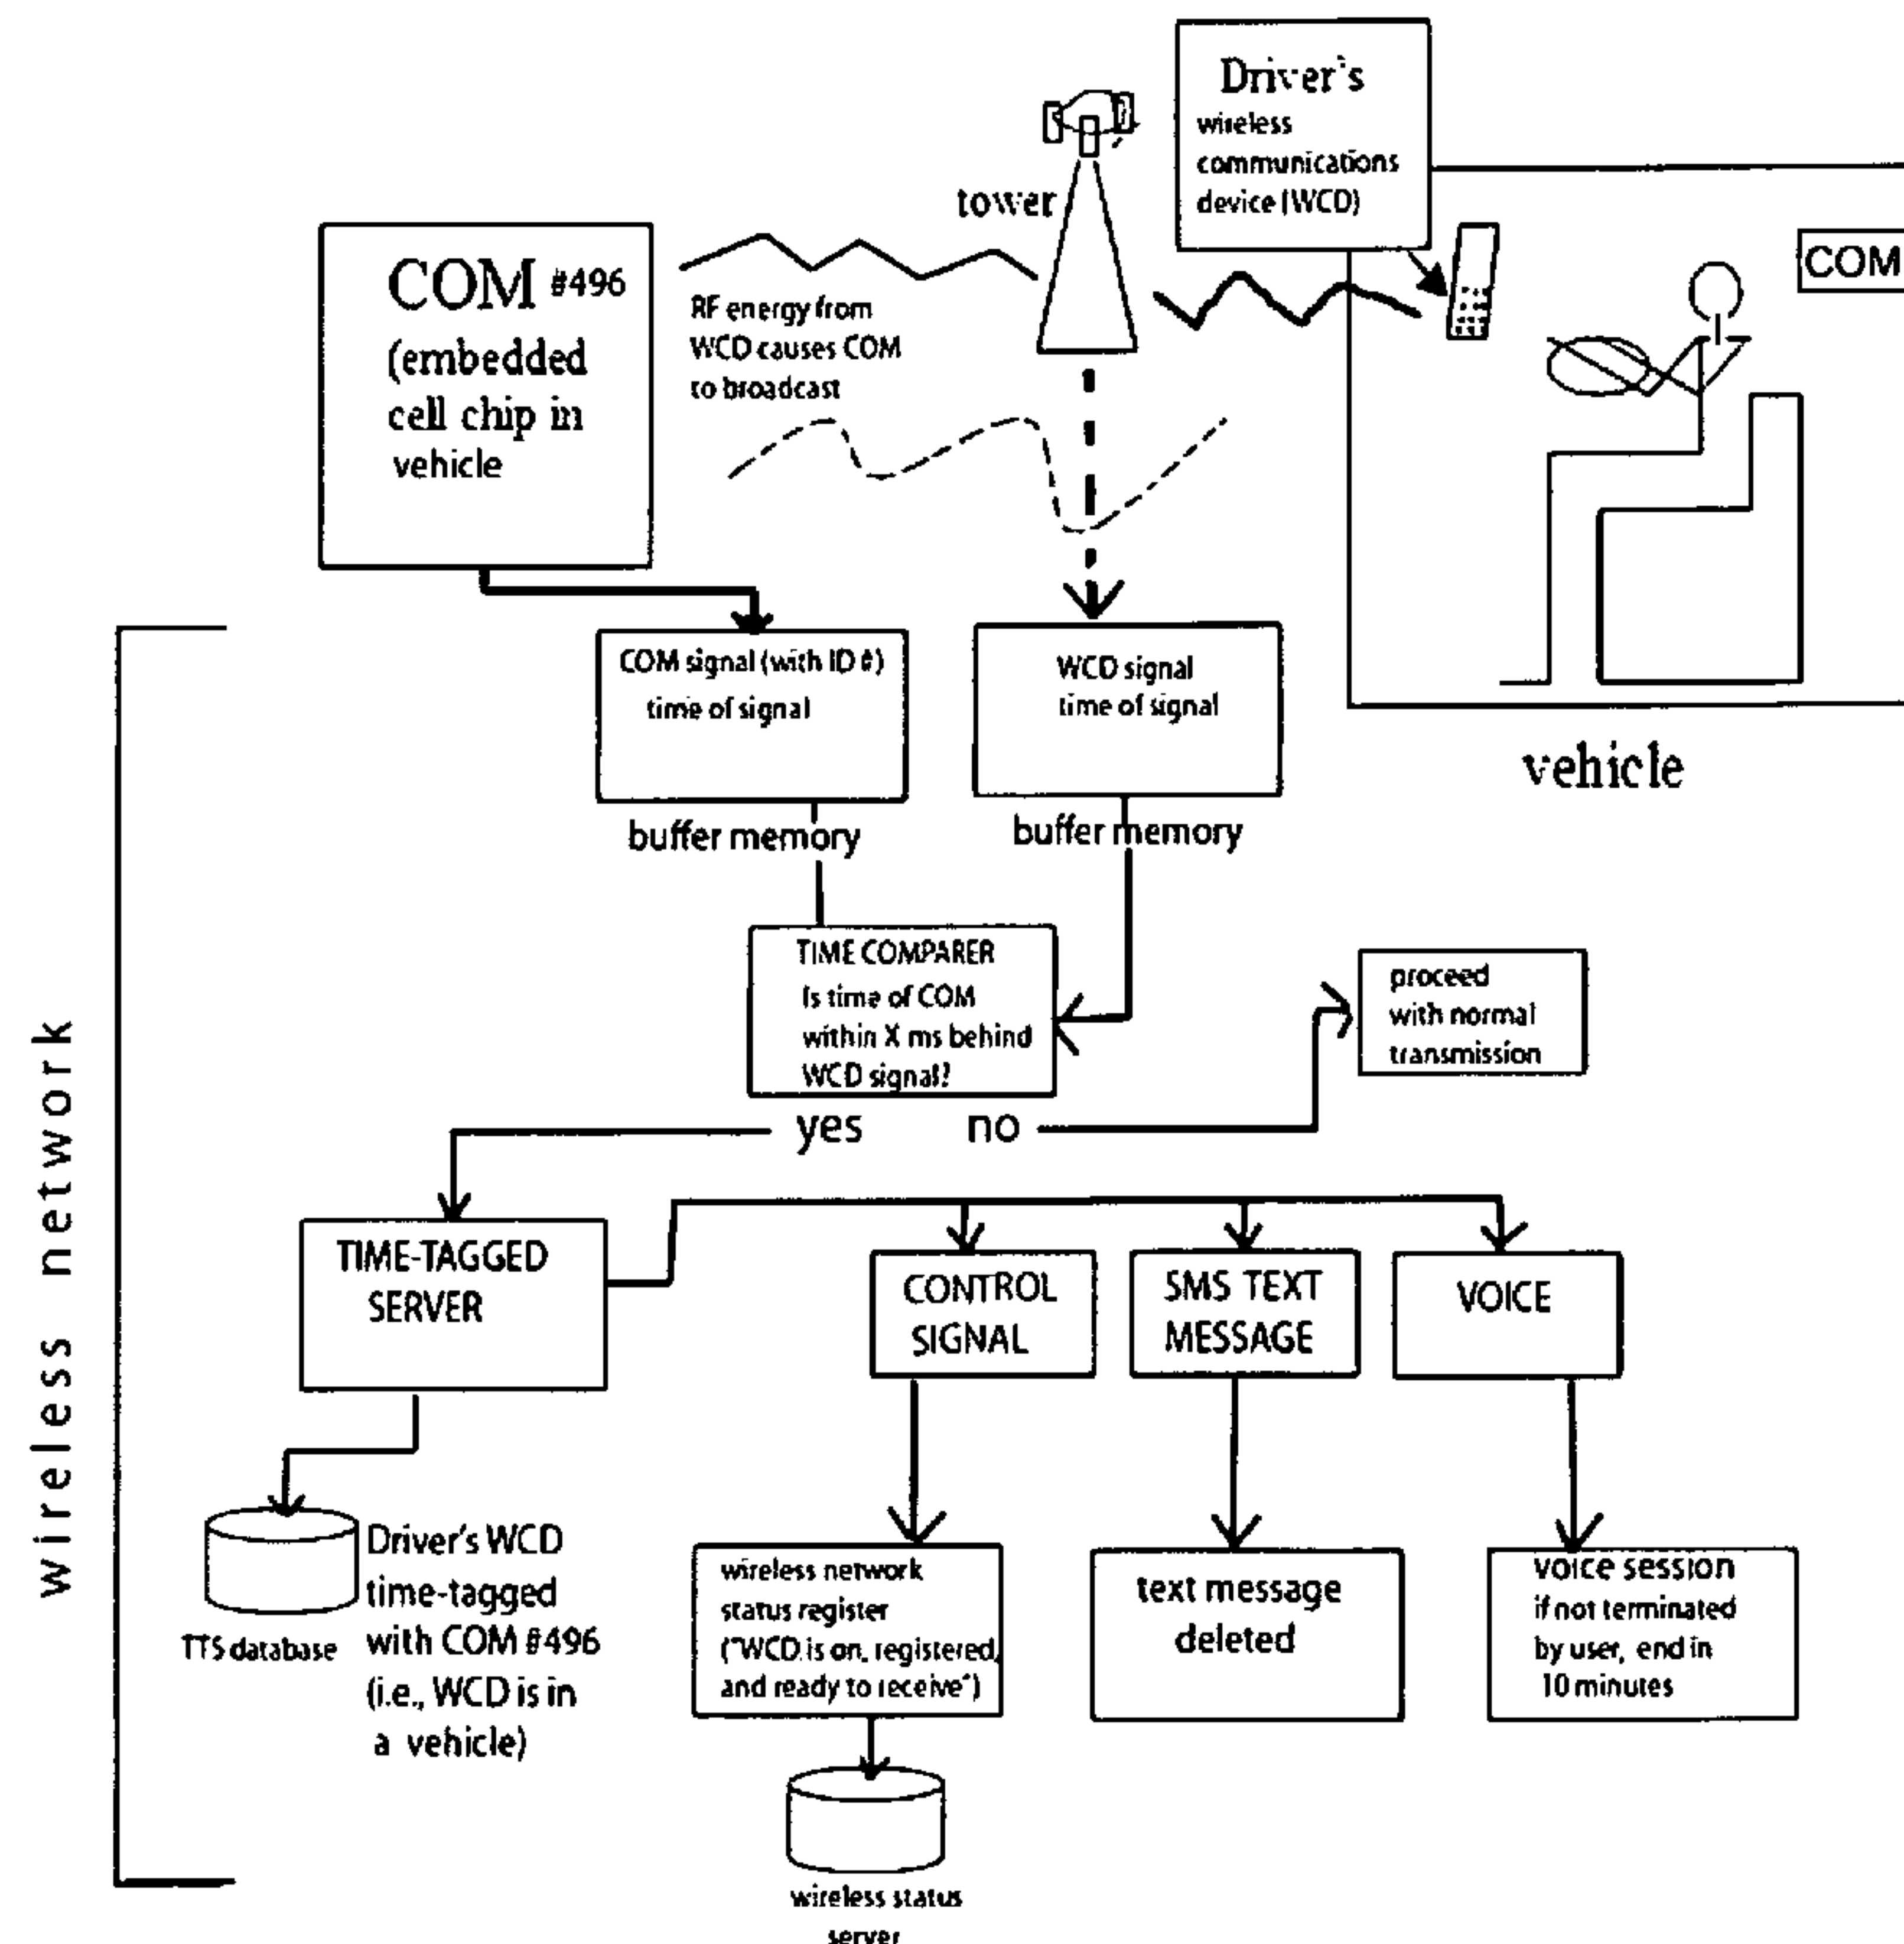 Driver's
wireless
communications
device (WCD)
tower
COM #496
(embedded
cell chip in
vehicle
RF energy from
WCD causes COM
to broadcast
COM
vehicle
COM signal (with ID #)
time of signal
WCD signal
time of signal
buffer memory
buffer memory
TIME COMPARER
Is time of COM
within X ms behind
WCD signal?
proceed
with normal
transmission
yes
no
wireless network
TIME-TAGGED
SERVER
CONTROL
SIGNAL
SMS TEXT
MESSAGE
VOICE
TTS database
Driver's WCD
time-tagged
with COM #496
(i.e., WCD is in
a vehicle)
wireless network
status register
("WCD is on, registered,
and ready to receive")
text message
deleted
voice session
if not terminated
by user, end in
10 minutes
wireless status
server